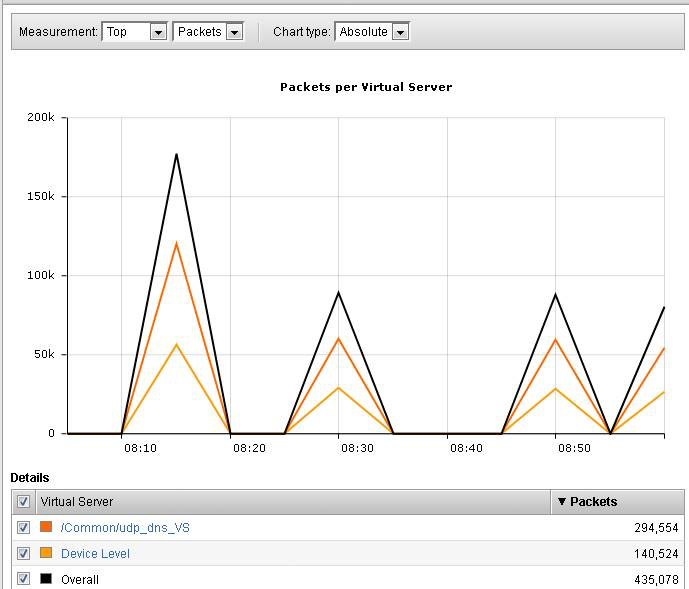 Measurement: Top Packets Chart type: Absolute
Packets per Virtual Server
200k
150k
100k
50k
0
08:10 08:20 08:30 08:40 08:50
Details
Virtual Server ▼ Packets
/Common/udp_dns_VS 294,554
Device Level 140,524
Overall 435,078